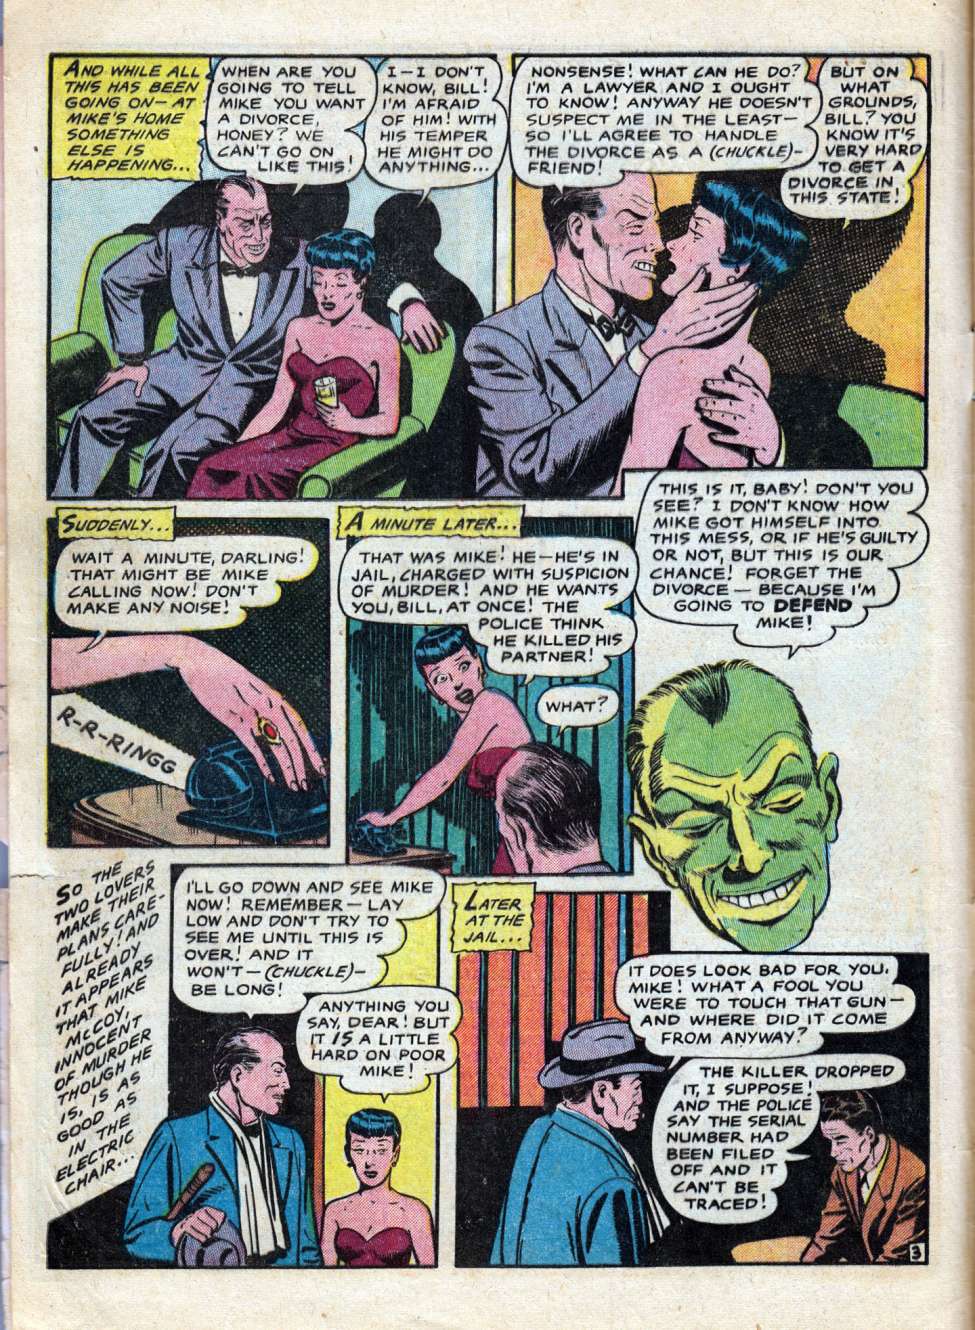 AND WHILE ALL
THIS HAS BEEN
GOING ON— AT
MIKE'S HOME
SOMETHING
ELSE IS
HAPPENING...
WHEN ARE YOU
GOING TO TELL
MIKE YOU WANT
A DIVORCE,
HONEY? WE
CAN'T GO ON
LIKE THIS!
I—I DON'T
KNOW, BILL!
I'M AFRAID
OF HIM! WITH
HIS TEMPER
HE MIGHT DO
ANYTHING...
NONSENSE! WHAT CAN HE DO?
I'M A LAWYER AND I OUGHT
TO KNOW! ANYWAY HE DOESN'T
SUSPECT ME IN THE LEAST—
SO I'LL AGREE TO HANDLE
THE DIVORCE AS A (CHUCKLE)-
FRIEND!
BUT ON
WHAT
GROUNDS,
BILL? YOU
KNOW IT'S
VERY HARD
TO GET A
DIVORCE IN
THIS STATE!
SUDDENLY...
WAIT A MINUTE, DARLING!
THAT MIGHT BE MIKE
CALLING NOW! DON'T
MAKE ANY NOISE!
R-R-RINGG
A MINUTE LATER...
THAT WAS MIKE! HE—HE'S IN
JAIL, CHARGED WITH SUSPICION
OF MURDER! AND HE WANTS
YOU, BILL, AT ONCE! THE
POLICE THINK
HE KILLED HIS
PARTNER!
WHAT?
THIS IS IT, BABY! DON'T YOU
SEE? I DON'T KNOW HOW
MIKE GOT HIMSELF INTO
THIS MESS, OR IF HE'S GUILTY
OR NOT, BUT THIS IS OUR
CHANCE! FORGET THE
DIVORCE— BECAUSE I'M
GOING TO DEFEND
MIKE!
SO THE
TWO LOVERS
MAKE THEIR
PLANS CARE-
FULLY! AND
ALREADY
IT APPEARS
THAT MIKE
McCOY,
INNOCENT
OF MURDER
THOUGH HE
IS, IS AS
GOOD AS
IN THE
ELECTRIC
CHAIR...
I'LL GO DOWN AND SEE MIKE
NOW! REMEMBER— LAY
LOW AND DON'T TRY TO
SEE ME UNTIL THIS IS
OVER! AND IT
WON'T—(CHUCKLE)-
BE LONG!
ANYTHING YOU
SAY, DEAR! BUT
IT IS A LITTLE
HARD ON POOR
MIKE!
LATER
AT THE
JAIL...
IT DOES LOOK BAD FOR YOU,
MIKE! WHAT A FOOL YOU
WERE TO TOUCH THAT GUN—
AND WHERE DID IT COME
FROM ANYWAY?
THE KILLER DROPPED
IT, I SUPPOSE!
AND THE POLICE
SAY THE SERIAL
NUMBER HAD
BEEN FILED
OFF AND IT
CAN'T BE
TRACED!
3